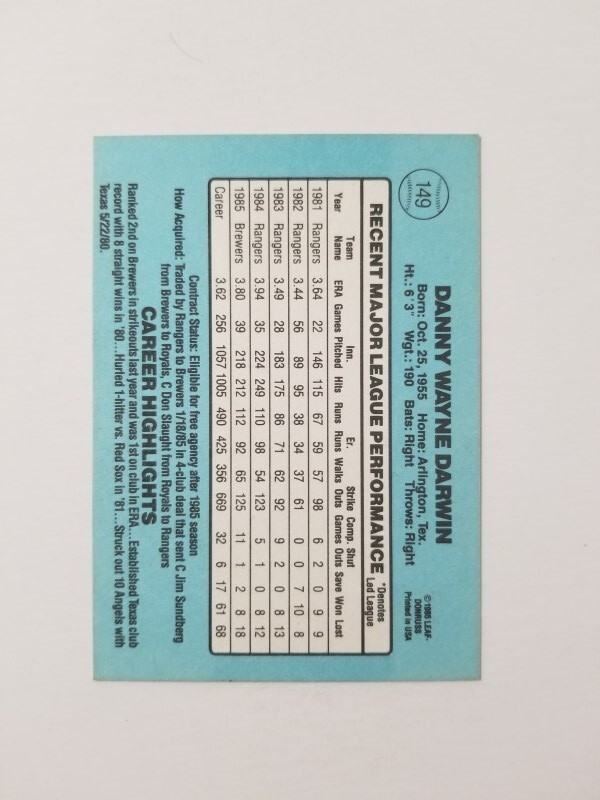 149
DANNY WAYNE DARWIN
Born: Oct. 25, 1955 Home: Arlington, Tex.
Ht.: 6'3" Wgt.: 190 Bats: Right Throws: Right
© 1985 LEAF-
DONRUSS
Printed in USA
RECENT MAJOR LEAGUE PERFORMANCE *Denotes
Led League
Team Inn. Er. Strike Comp. Shut
Year Name ERA Games Pitched Hits Runs Runs Walks Outs Games Outs Save Won Lost
1981 Rangers 3.64 22 146 115 67 59 57 98 6 2 0 9 9
1982 Rangers 3.44 56 89 95 38 34 37 61 0 0 7 10 8
1983 Rangers 3.49 28 183 175 86 71 62 92 9 2 0 8 13
1984 Rangers 3.94 35 224 249 110 98 54 123 5 1 0 8 12
1985 Brewers 3.80 39 218 212 112 92 65 125 11 1 2 8 18
Career 3.62 256 1057 1005 490 425 356 669 32 6 17 61 68
Contract Status: Eligible for free agency after 1985 season
How Acquired: Traded by Rangers to Brewers 1/18/85 in 4-club deal that sent C Jim Sundberg
from Brewers to Royals, C Don Slaught from Royals to Rangers
CAREER HIGHLIGHTS
Ranked 2nd on Brewers in strikeouts last year and was 1st on club in ERA...Established Texas club
record with 8 straight wins in '80...Hurled 1-hitter vs. Red Sox in '81...Struck out 10 Angels with
Texas 5/22/80.